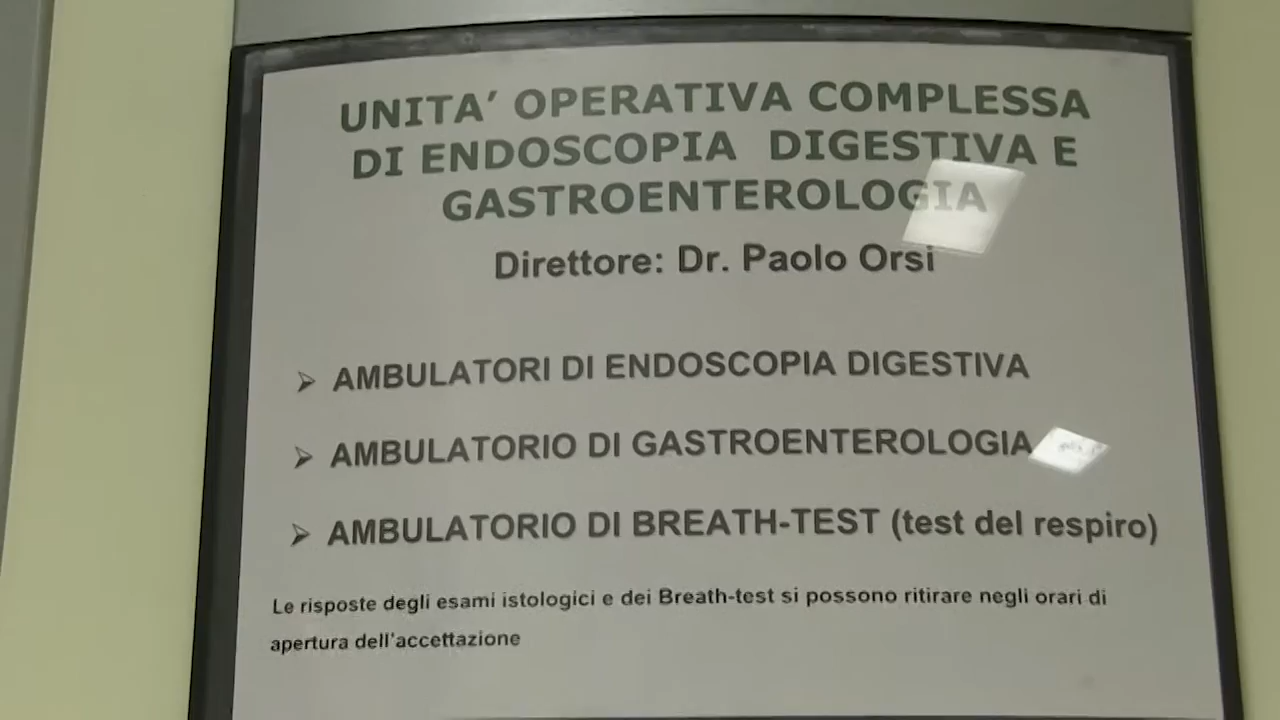 UNITA’ OPERATIVA COMPLESSA
DI ENDOSCOPIA DIGESTIVA E
GASTROENTEROLOGIA
Direttore: Dr. Paolo Orsi
➢ AMBULATORI DI ENDOSCOPIA DIGESTIVA
➢ AMBULATORIO DI GASTROENTEROLOGIA
➢ AMBULATORIO DI BREATH-TEST (test del respiro)
Le risposte degli esami istologici e dei Breath-test si possono ritirare negli orari di
apertura dell'accettazione